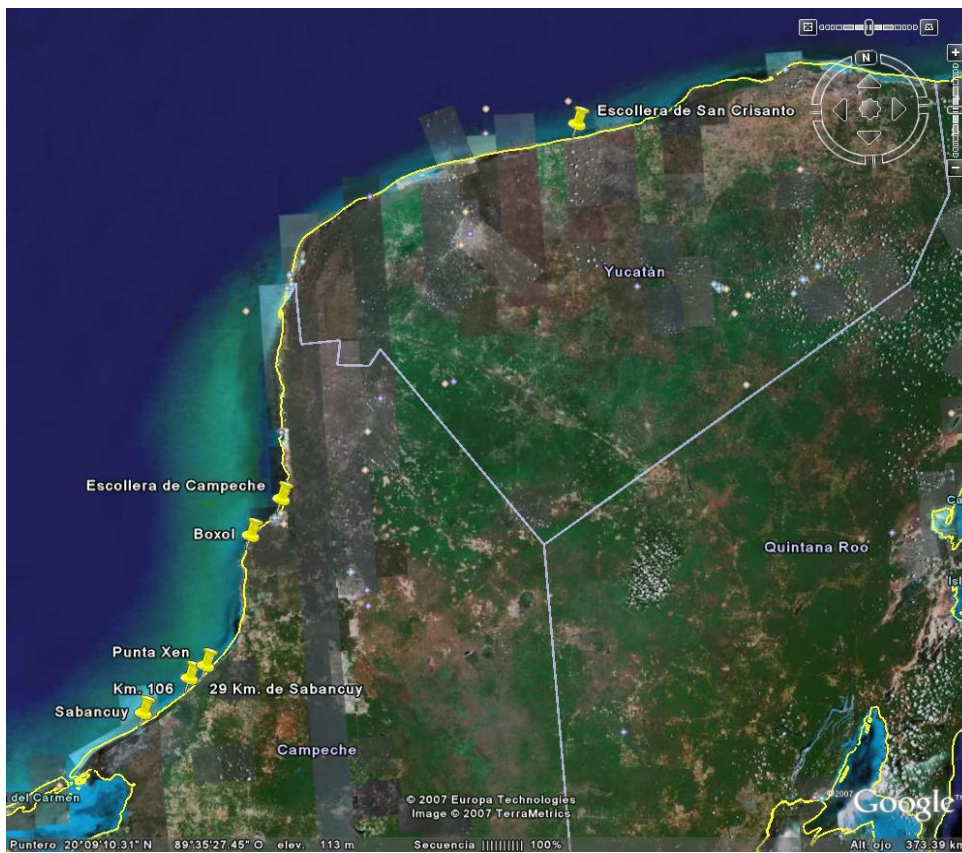 N
Escollera de San Crisanto
Yucatán
Escollera de Campeche
Boxol
Quintana Roo
Punta Xen
Km. 106
29 Km. de Sabancuy
Sabancuy
Campeche
del Carmen
© 2007 Europa Technologies
Image © 2007 TerraMetrics
©2007 Google™
Puntero 20°09'10.31" N 89°35'27.45" O elev. 113 m Secuencia |||||||||| 100% Alt. ojo 373.39 km